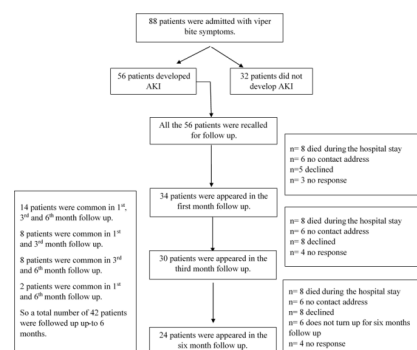 88 patients were admitted with viper
bite symptoms.
56 patients developed
AKI
32 patients did not
develop AKI
All the 56 patients were recalled
for follow up.
n= 8 died during the hospital stay
n= 6 no contact address
n=5 declined
n= 3 no response
34 patients were appeared in the
first month follow up.
14 patients were common in 1st,
3rd and 6th month follow up.
8 patients were common in 1st
and 3rd month follow up.
8 patients were common in 3rd
and 6th month follow up.
2 patients were common in 1st
and 6th month follow up.
So a total number of 42 patients
were followed up up-to 6
months.
n= 8 died during the hospital stay
n= 6 no contact address
n= 8 declined
n= 4 no response
30 patients were appeared in the
third month follow up.
n= 8 died during the hospital stay
n= 6 no contact address
n= 8 declined
n= 6 does not turn up for six months
follow up
n= 4 no response
24 patients were appeared in the
six month follow up.